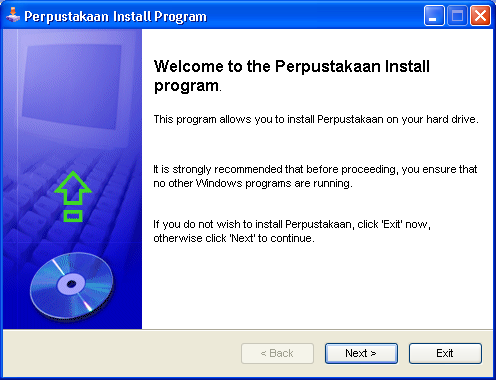 Perpustakaan Install Program
Welcome to the Perpustakaan Install
program.
This program allows you to install Perpustakaan on your hard drive.
It is strongly recommended that before proceeding, you ensure that
no other Windows programs are running.
If you do not wish to install Perpustakaan, click 'Exit' now,
otherwise click 'Next' to continue.
< Back
Next >
Exit